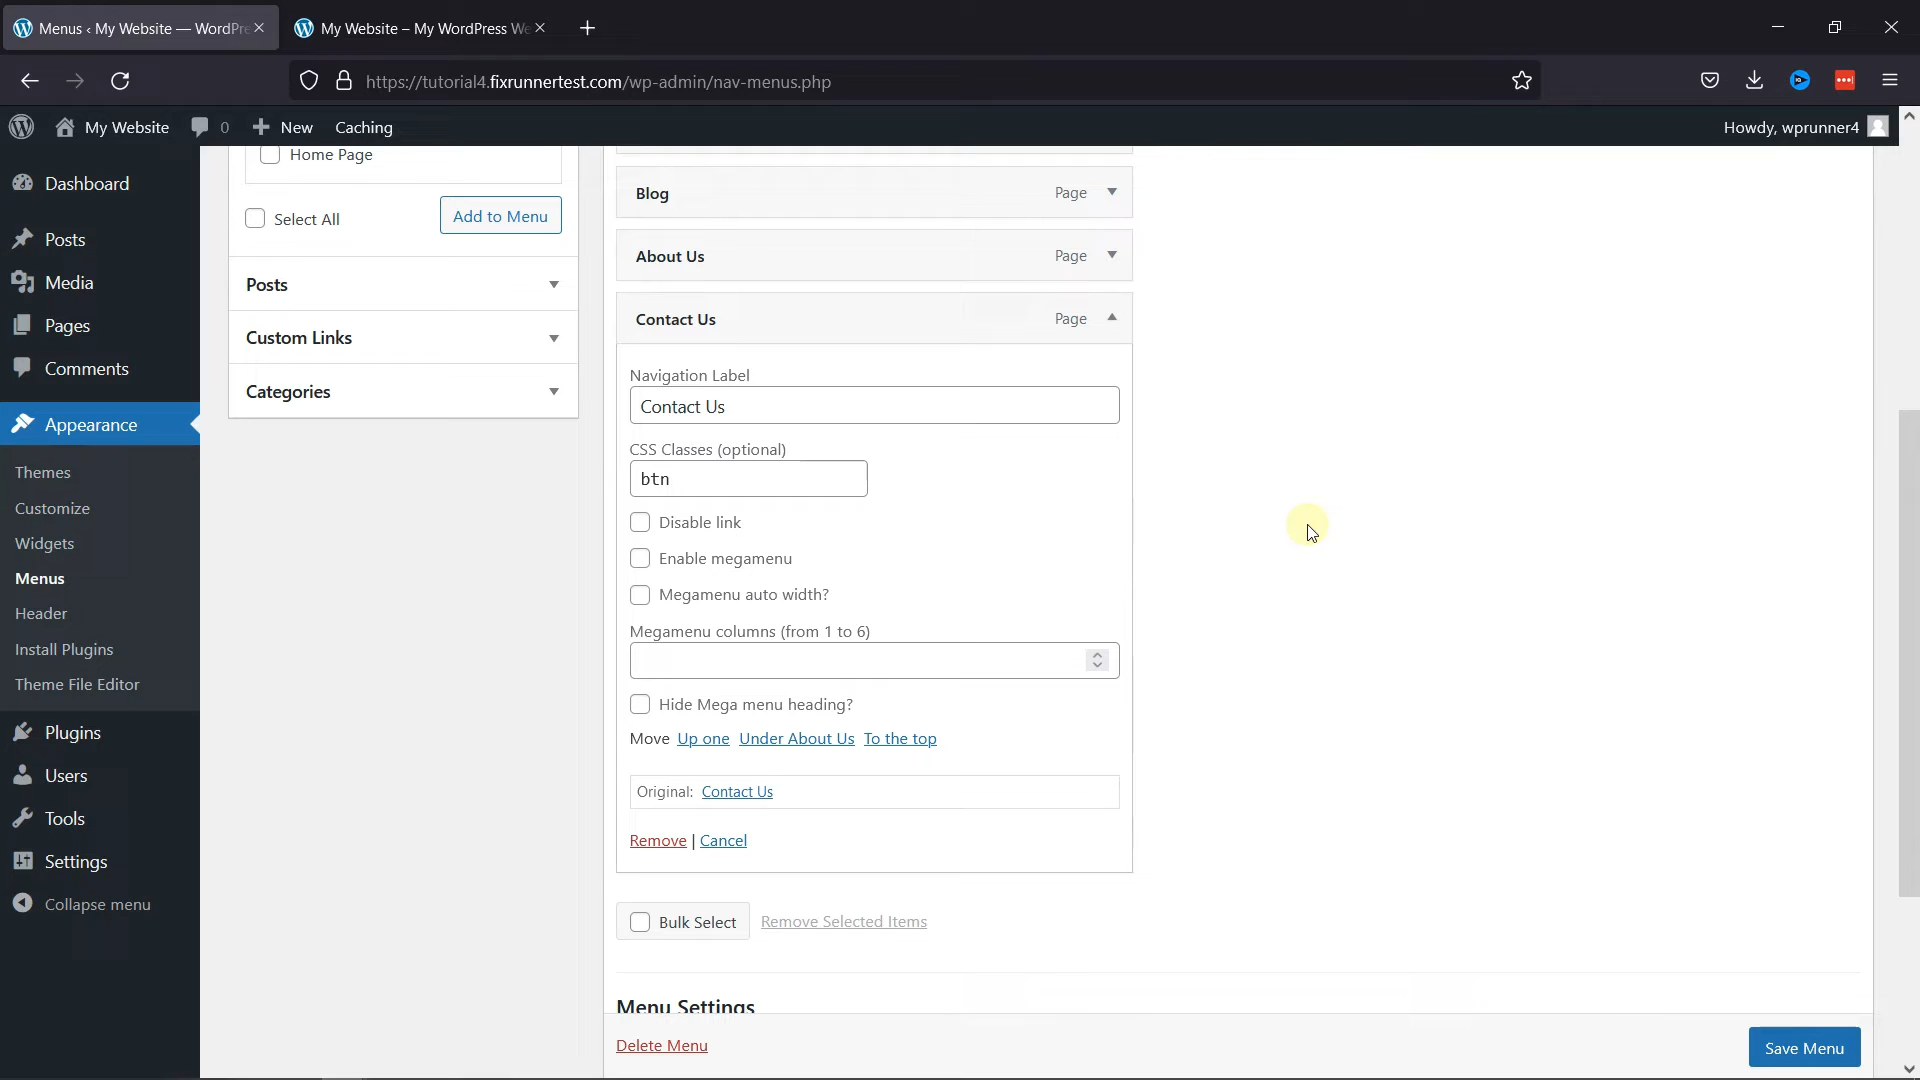 Menus ‹ My Website — WordPre
My Website – My WordPress We
https://tutorial4.fixrunnertest.com/wp-admin/nav-menus.php
My Website
0
New
Caching
Howdy, wprunner4
Dashboard
Posts
Media
Pages
Comments
Appearance
Themes
Customize
Widgets
Menus
Header
Install Plugins
Theme File Editor
Plugins
Users
Tools
Settings
Collapse menu
Home Page
Select All
Add to Menu
Posts
Custom Links
Categories
Blog Page
About Us Page
Contact Us Page
Navigation Label
Contact Us
CSS Classes (optional)
btn
Disable link
Enable megamenu
Megamenu auto width?
Megamenu columns (from 1 to 6)
Hide Mega menu heading?
Move Up one Under About Us To the top
Original: Contact Us
Remove | Cancel
Bulk Select Remove Selected Items
Menu Settings
Delete Menu
Save Menu